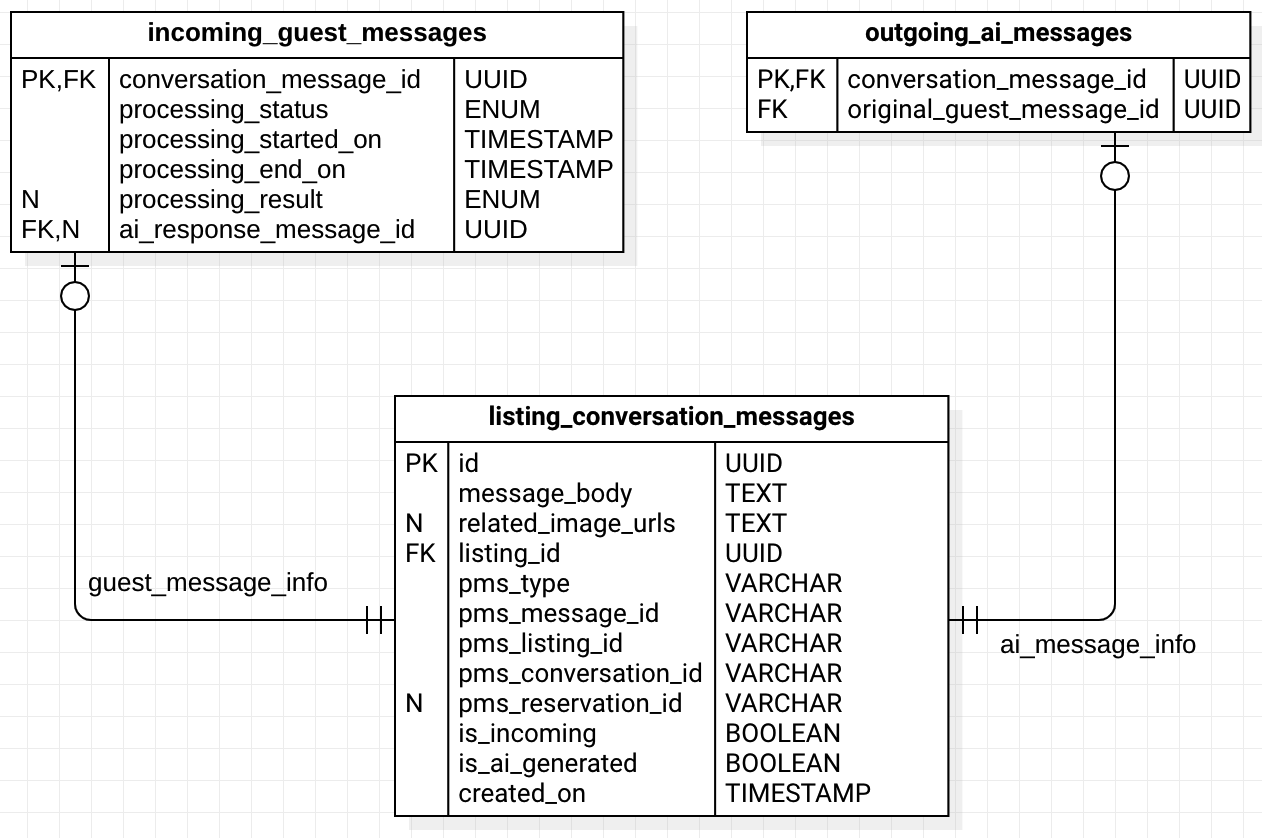 incoming_guest_messages
PK,FK conversation_message_id UUID
processing_status ENUM
processing_started_on TIMESTAMP
processing_end_on TIMESTAMP
N processing_result ENUM
FK,N ai_response_message_id UUID
outgoing_ai_messages
PK,FK conversation_message_id UUID
FK original_guest_message_id UUID
listing_conversation_messages
PK id UUID
message_body TEXT
N related_image_urls TEXT
FK listing_id UUID
pms_type VARCHAR
pms_message_id VARCHAR
pms_listing_id VARCHAR
pms_conversation_id VARCHAR
N pms_reservation_id VARCHAR
is_incoming BOOLEAN
is_ai_generated BOOLEAN
created_on TIMESTAMP
guest_message_info
ai_message_info